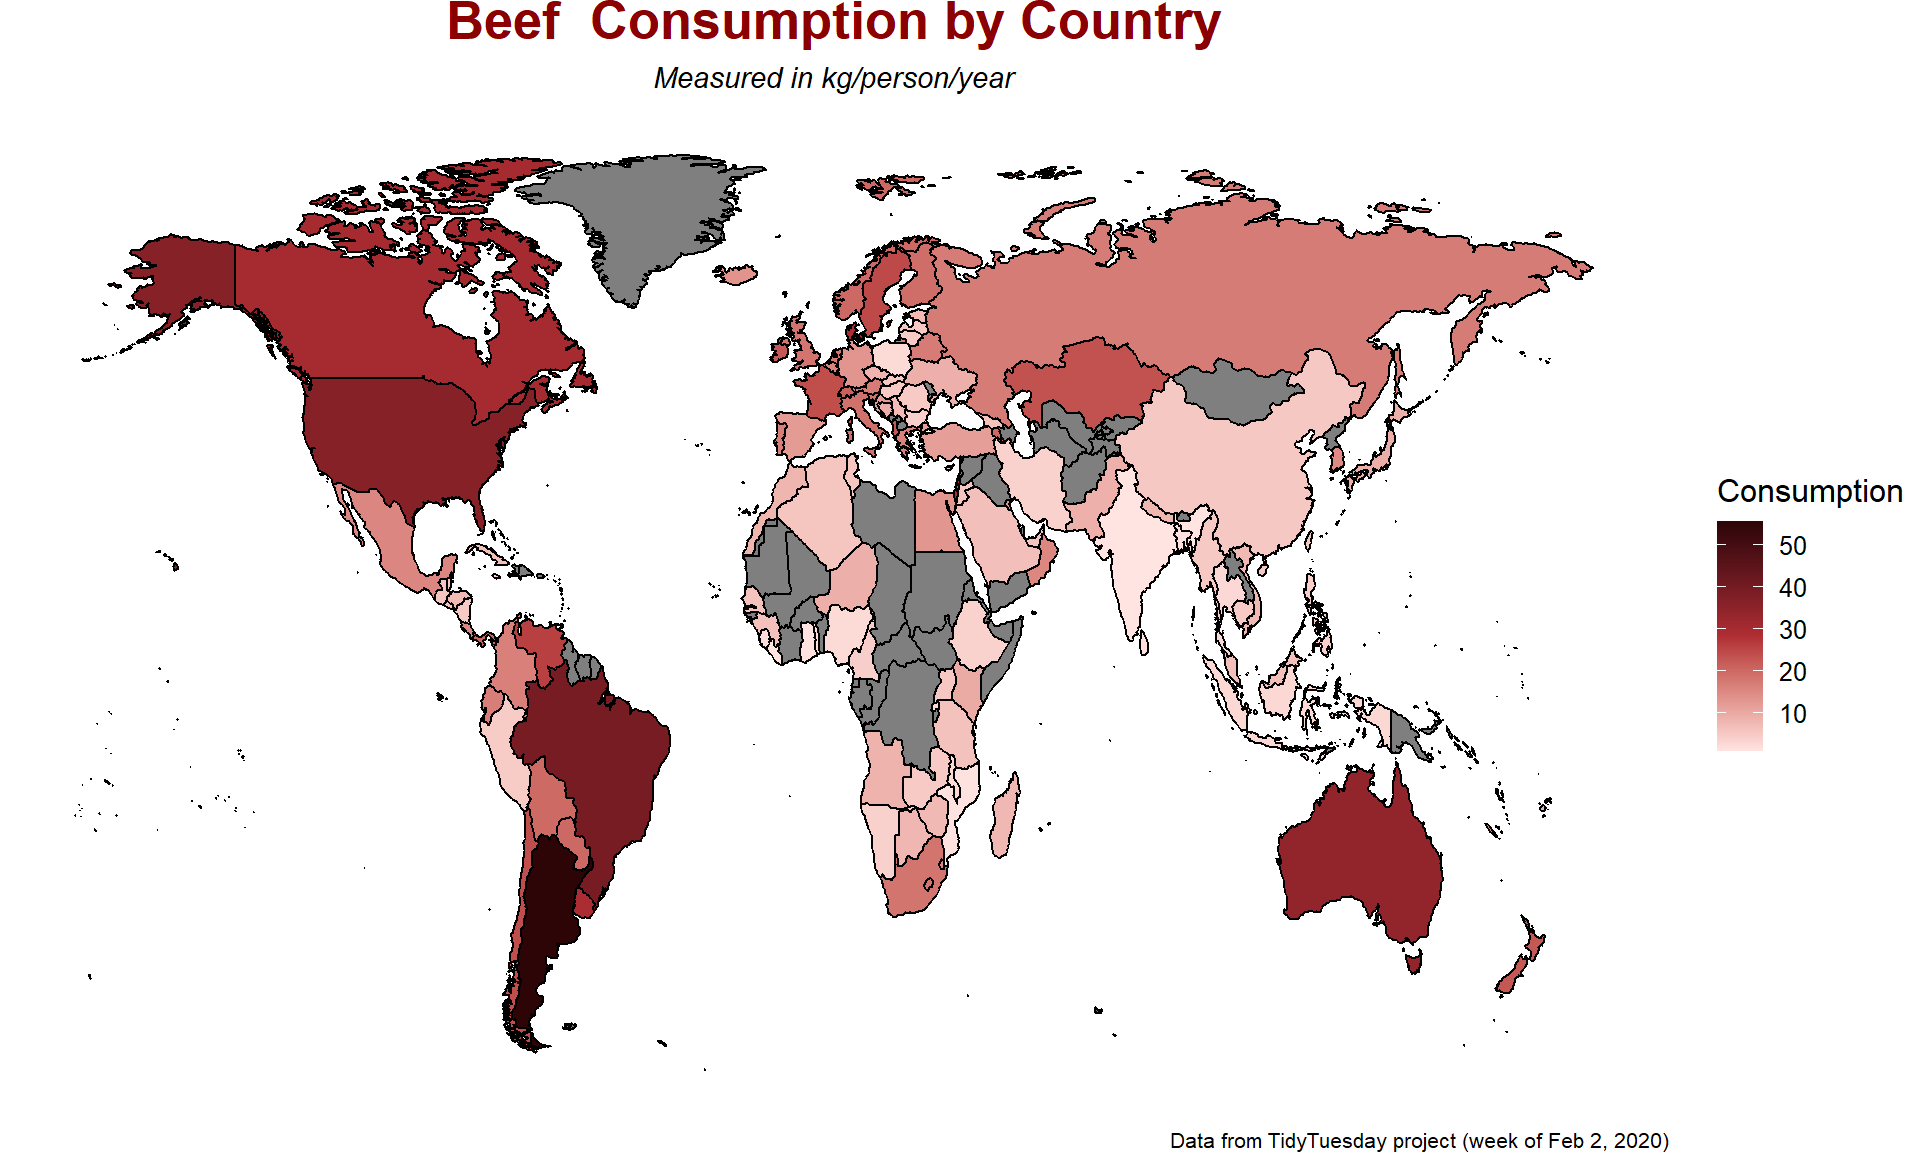 Beef  Consumption by Country
Measured in kg/person/year
Consumption
50
40
30
20
10
Data from TidyTuesday project (week of Feb 2, 2020)